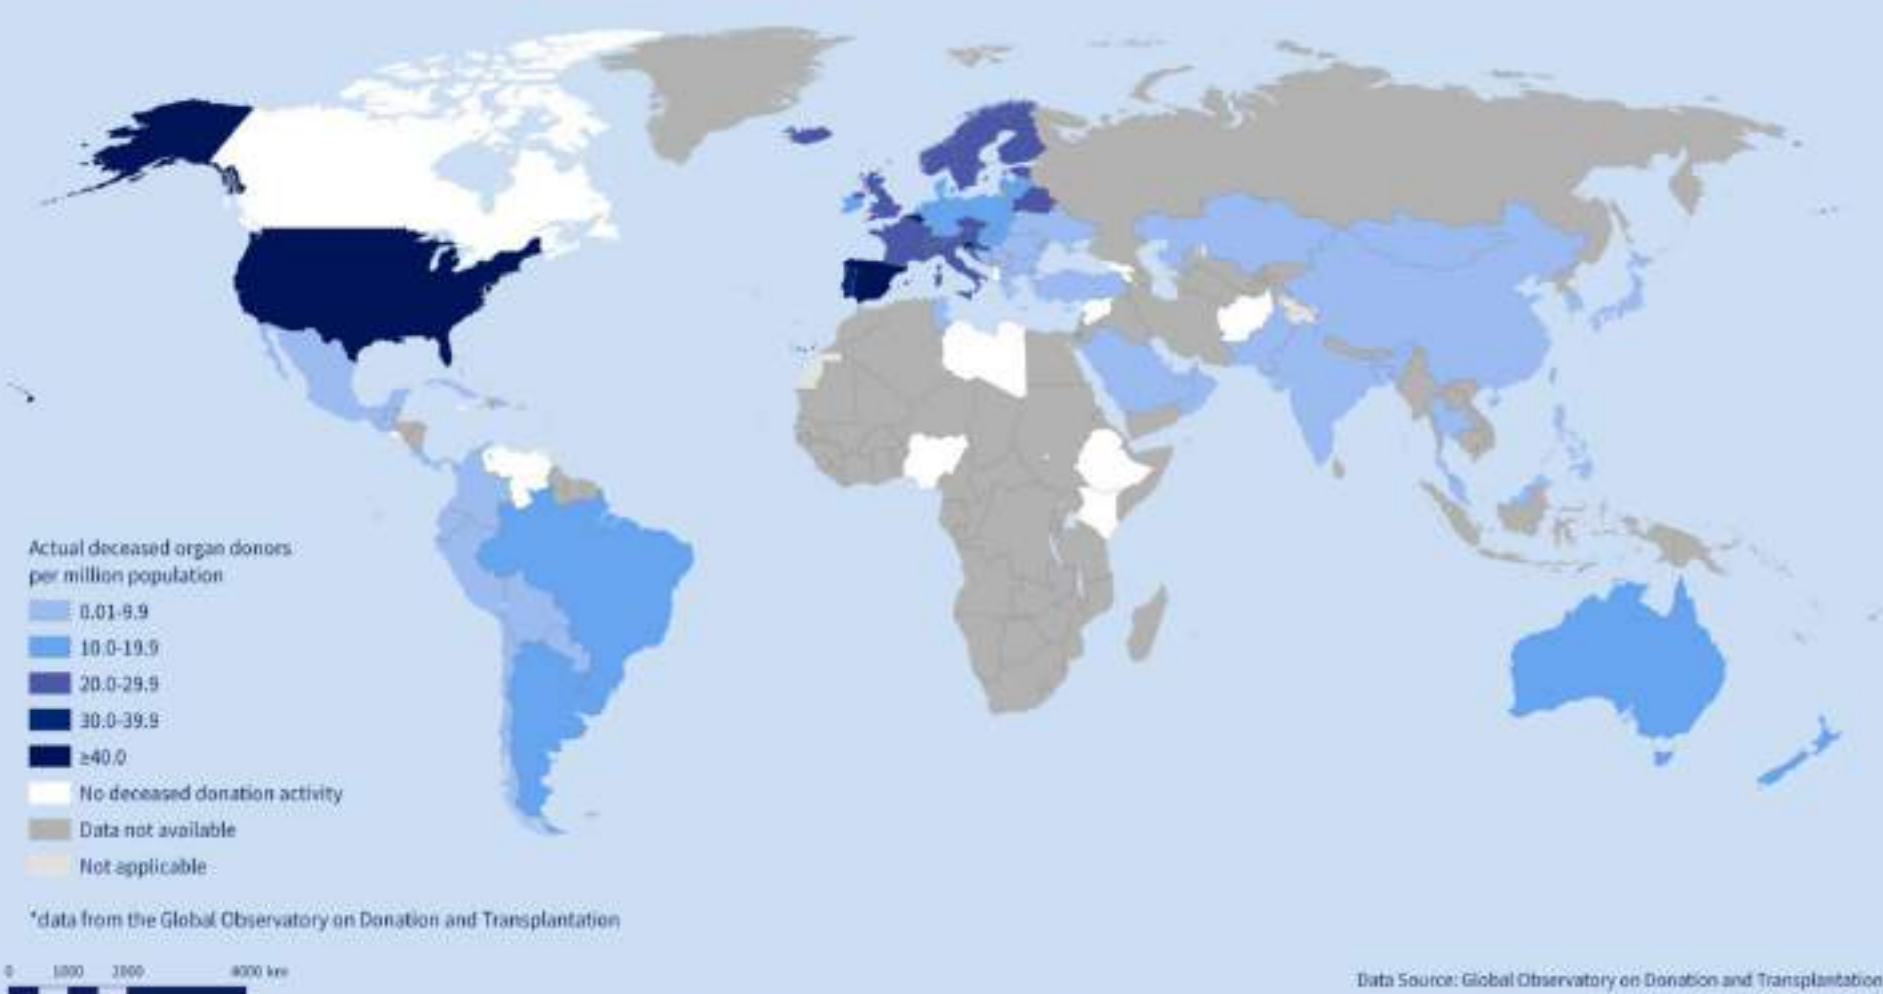 Actual deceased organ donors
per million population
0.01-9.9
10.0-19.9
20.0-29.9
30.0-39.9
≥40.0
No deceased donation activity
Data not available
Not applicable
*data from the Global Observatory on Donation and Transplantation
0 1000 2000 4000 km
Data Source: Global Observatory on Donation and Transplantation